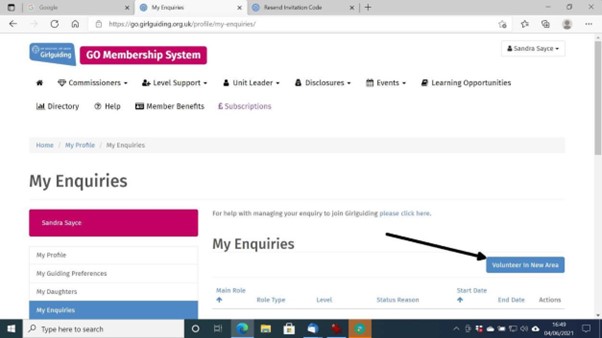 Google
My Enquiries
Resend Invitation Code
https://go.girlguiding.org.uk/profile/my-enquiries/
Girlguiding
GO Membership System
Sandra Sayce
Commissioners
Level Support
Unit Leader
Disclosures
Events
Learning Opportunities
Directory
Help
Member Benefits
£ Subscriptions
Home / My Profile / My Enquiries
My Enquiries
Sandra Sayce
For help with managing your enquiry to join Girlguiding please click here.
My Enquiries
My Profile
My Guiding Preferences
My Daughters
My Enquiries
Volunteer In New Area
Main Role
Role Type
Level
Status Reason
Start Date
End Date
Actions
Type here to search
16:49
04/06/2021